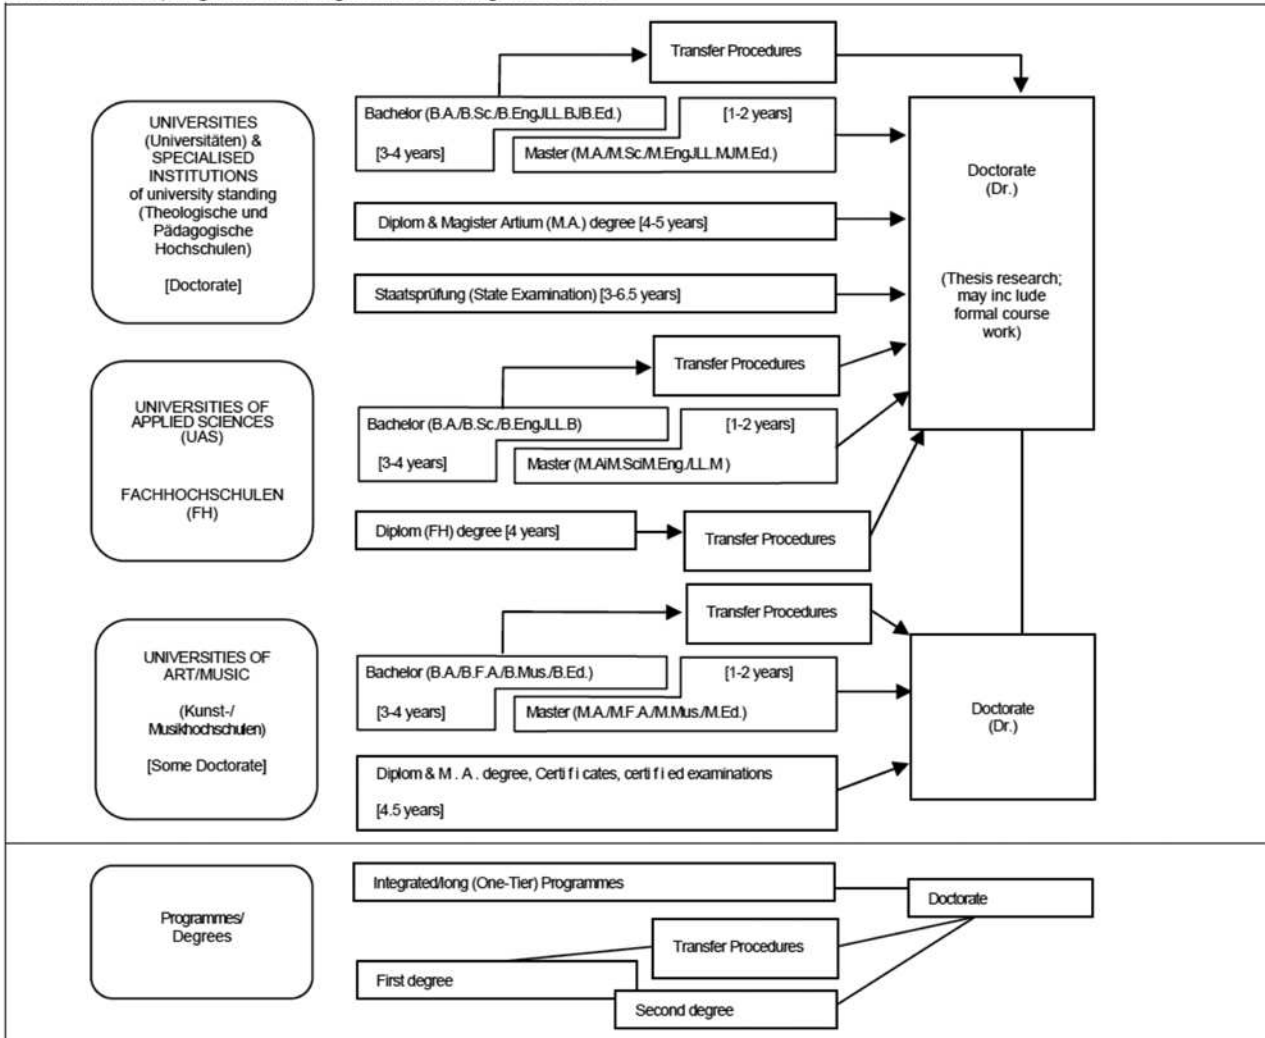 Transfer Procedures
UNIVERSITIES
(Universitäten) &
SPECIALISED
INSTITUTIONS
of university standing
(Theologische und
Pädagogische
Hochschulen)
[Doctorate]
Bachelor (B.A./B.Sc./B.EngJLL.BJB.Ed.)
[1-2 years]
[3-4 years]
Master (M.A./M.Sc./M.EngJLL.MJM.Ed.)
Diplom & Magister Artium (M.A.) degree [4-5 years]
Staatsprüfung (State Examination) [3-6.5 years]
Doctorate
(Dr.)
(Thesis research;
may inc lude
formal course
work)
Transfer Procedures
UNIVERSITIES OF
APPLIED SCIENCES
(UAS)
FACHHOCHSCHULEN
(FH)
Bachelor (B.A./B.Sc./B.EngJLL.B)
[1-2 years]
[3-4 years]
Master (M.AiM.SciM.Eng./LL.M )
Diplom (FH) degree [4 years]
Transfer Procedures
Transfer Procedures
UNIVERSITIES OF
ART/MUSIC
(Kunst-/
Musikhochschulen)
[Some Doctorate]
Bachelor (B.A./B.F.A./B.Mus./B.Ed.)
[1-2 years]
[3-4 years]
Master (M.A./M.F.A./M.Mus./M.Ed.)
Diplom & M . A . degree, Certi f i cates, certi f i ed examinations
[4.5 years]
Doctorate
(Dr.)
Programmes/
Degrees
Integrated/long (One-Tier) Programmes
Doctorate
Transfer Procedures
First degree
Second degree